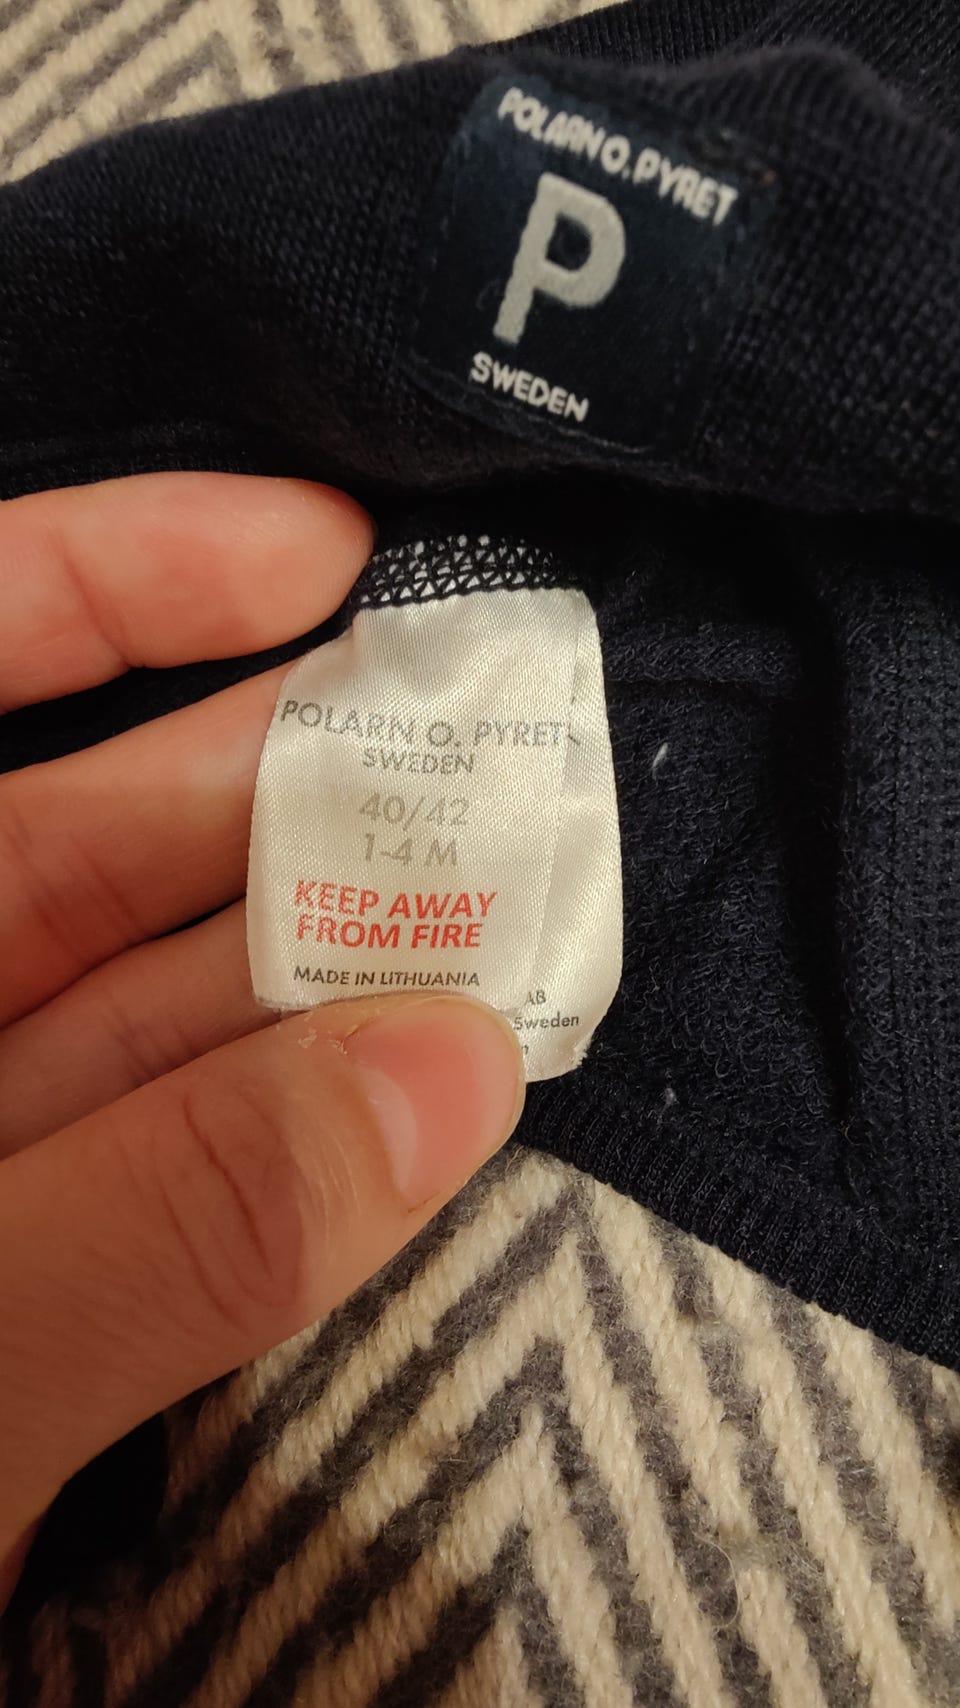 POLARN O. PYRET
P
SWEDEN
POLARN O. PYRET
SWEDEN
40/42
1-4 M
KEEP AWAY
FROM FIRE
MADE IN LITHUANIA
AB
Sweden